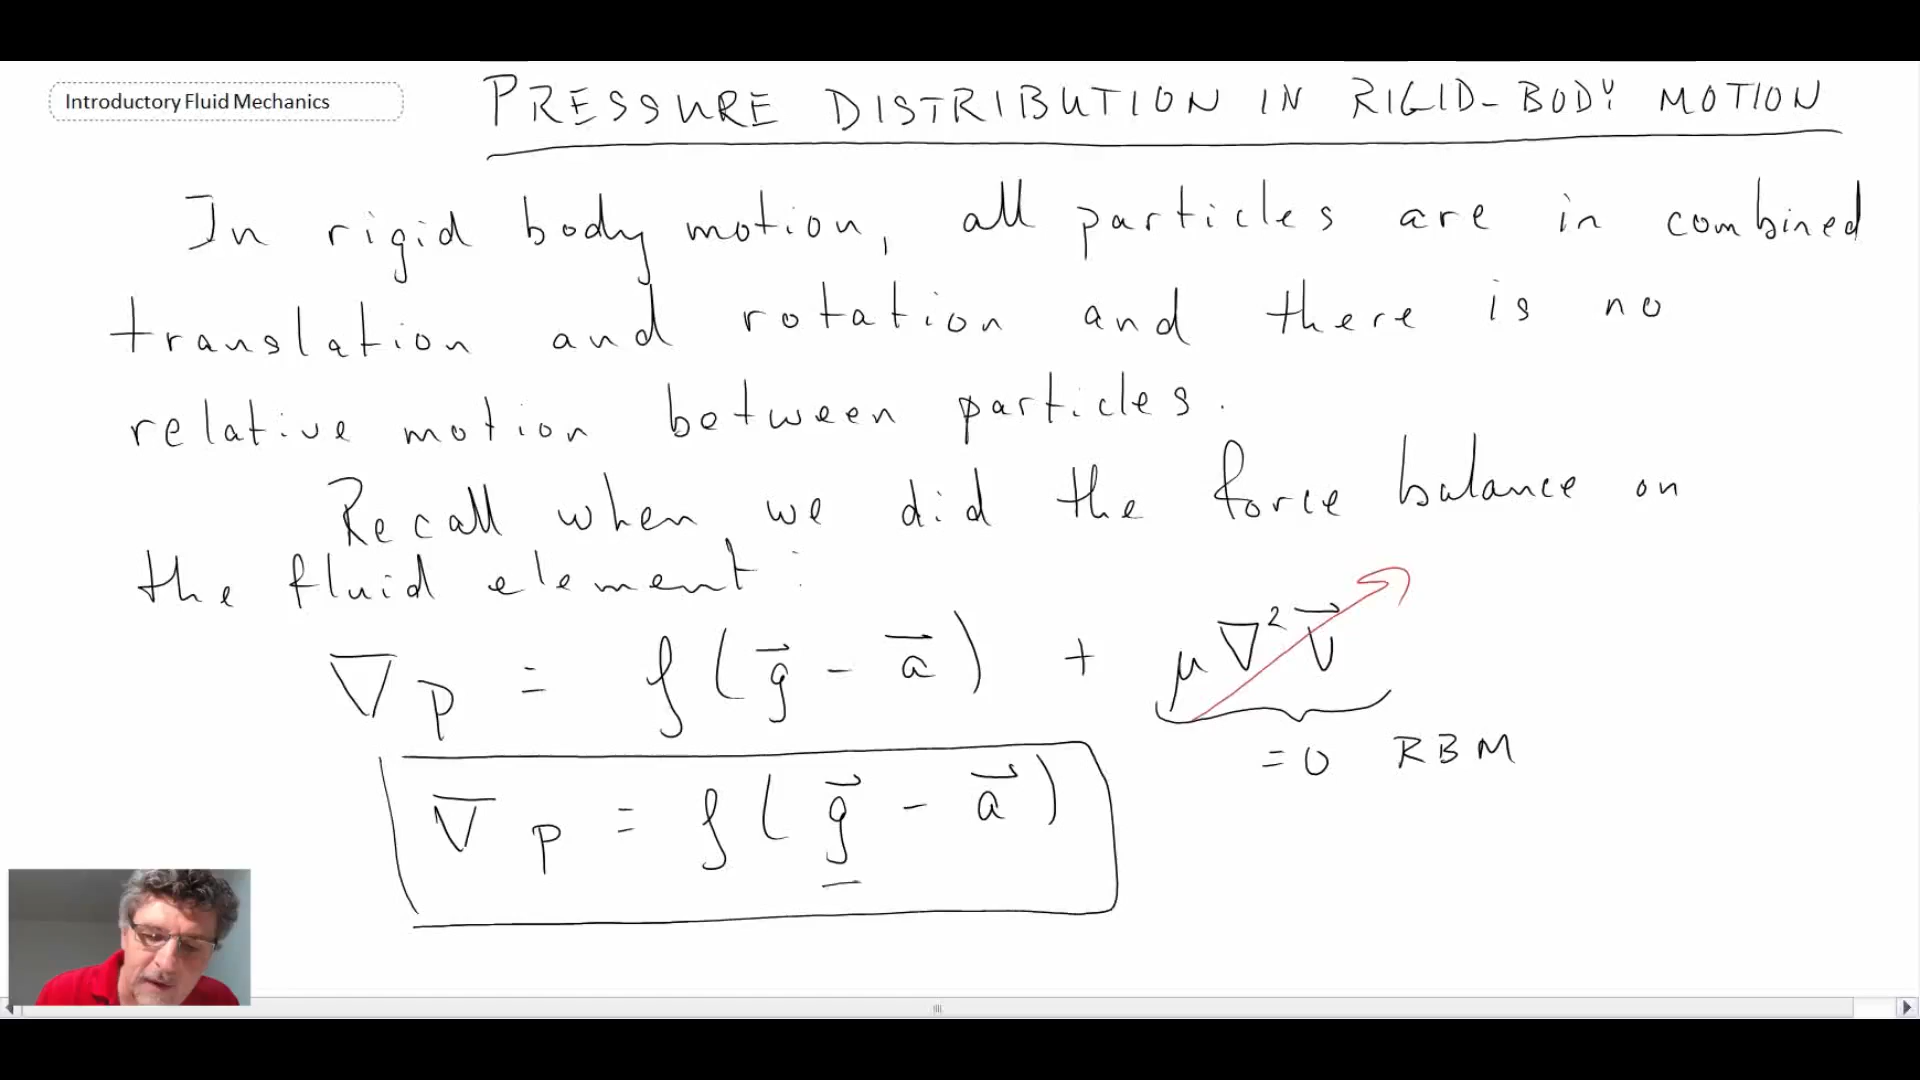 Introductory Fluid Mechanics
PRESSURE DISTRIBUTION IN RIGID-BODY MOTION
In rigid body motion, all particles are in combined
translation and rotation and there is no
relative motion between particles.
Recall when we did the force balance on
the fluid element:
∇p = ρ(g⃗ - a⃗) + μ∇²V⃗
= 0 RBM
∇p = ρ(g⃗ - a⃗)